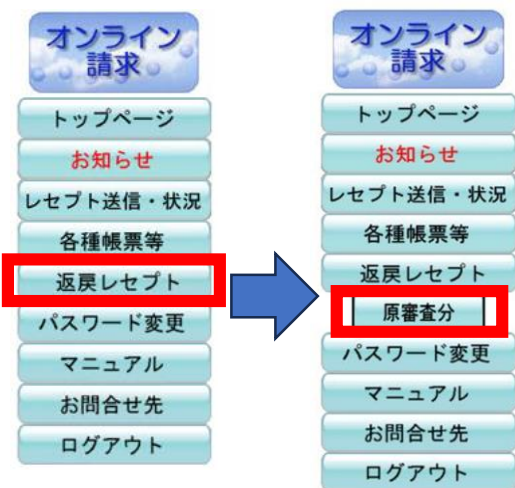 オンライン
請求
トップページ
お知らせ
レセプト送信・状況
各種帳票等
返戻レセプト
パスワード変更
マニュアル
お問合せ先
ログアウト
オンライン
請求
トップページ
お知らせ
レセプト送信・状況
各種帳票等
返戻レセプト
原審査分
パスワード変更
マニュアル
お問合せ先
ログアウト